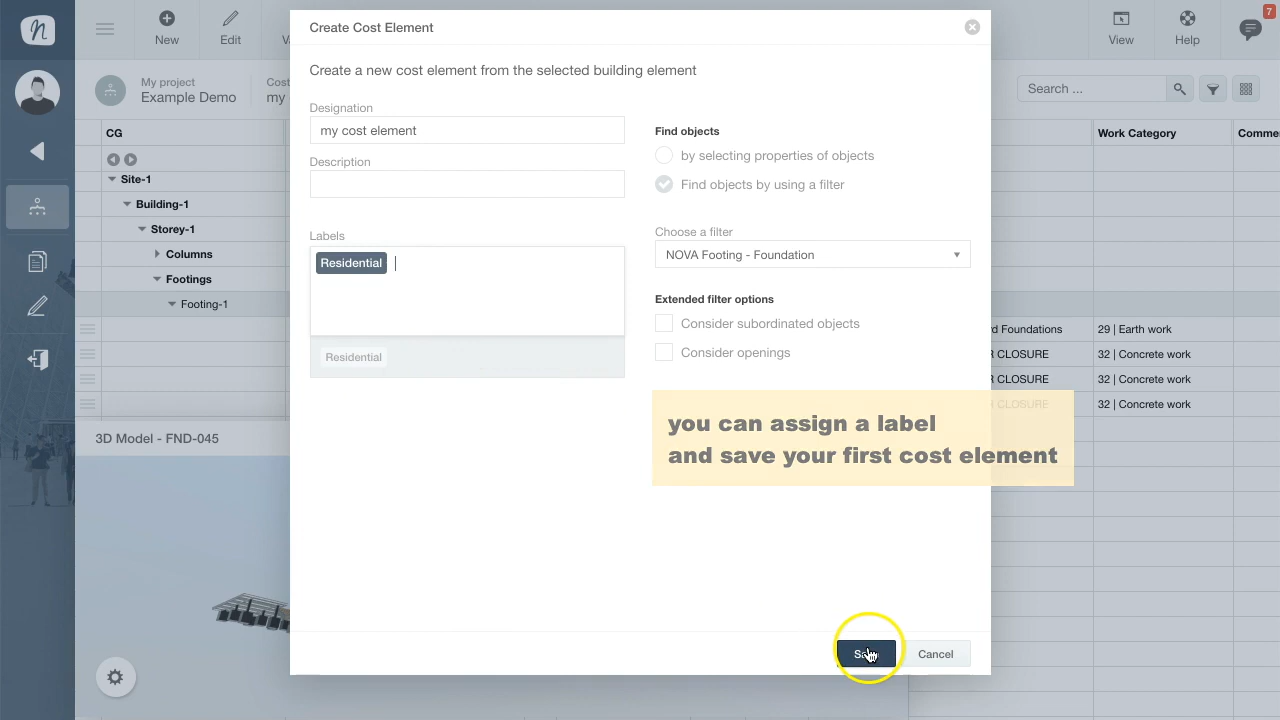 Create Cost Element
7
New
Edit
View
Help
Create a new cost element from the selected building element
My project
Example Demo
Cost
my
Search ...
Designation
my cost element
Description
Find objects
by selecting properties of objects
Find objects by using a filter
CG
Work Category
Comme
Site-1
Building-1
Storey-1
Columns
Footings
Footing-1
Labels
Residential
Residential
Choose a filter
NOVA Footing - Foundation
Extended filter options
Consider subordinated objects
Consider openings
d Foundations
29 | Earth work
R CLOSURE
32 | Concrete work
R CLOSURE
32 | Concrete work
CLOSURE
32 | Concrete work
you can assign a label
and save your first cost element
3D Model - FND-045
Cancel